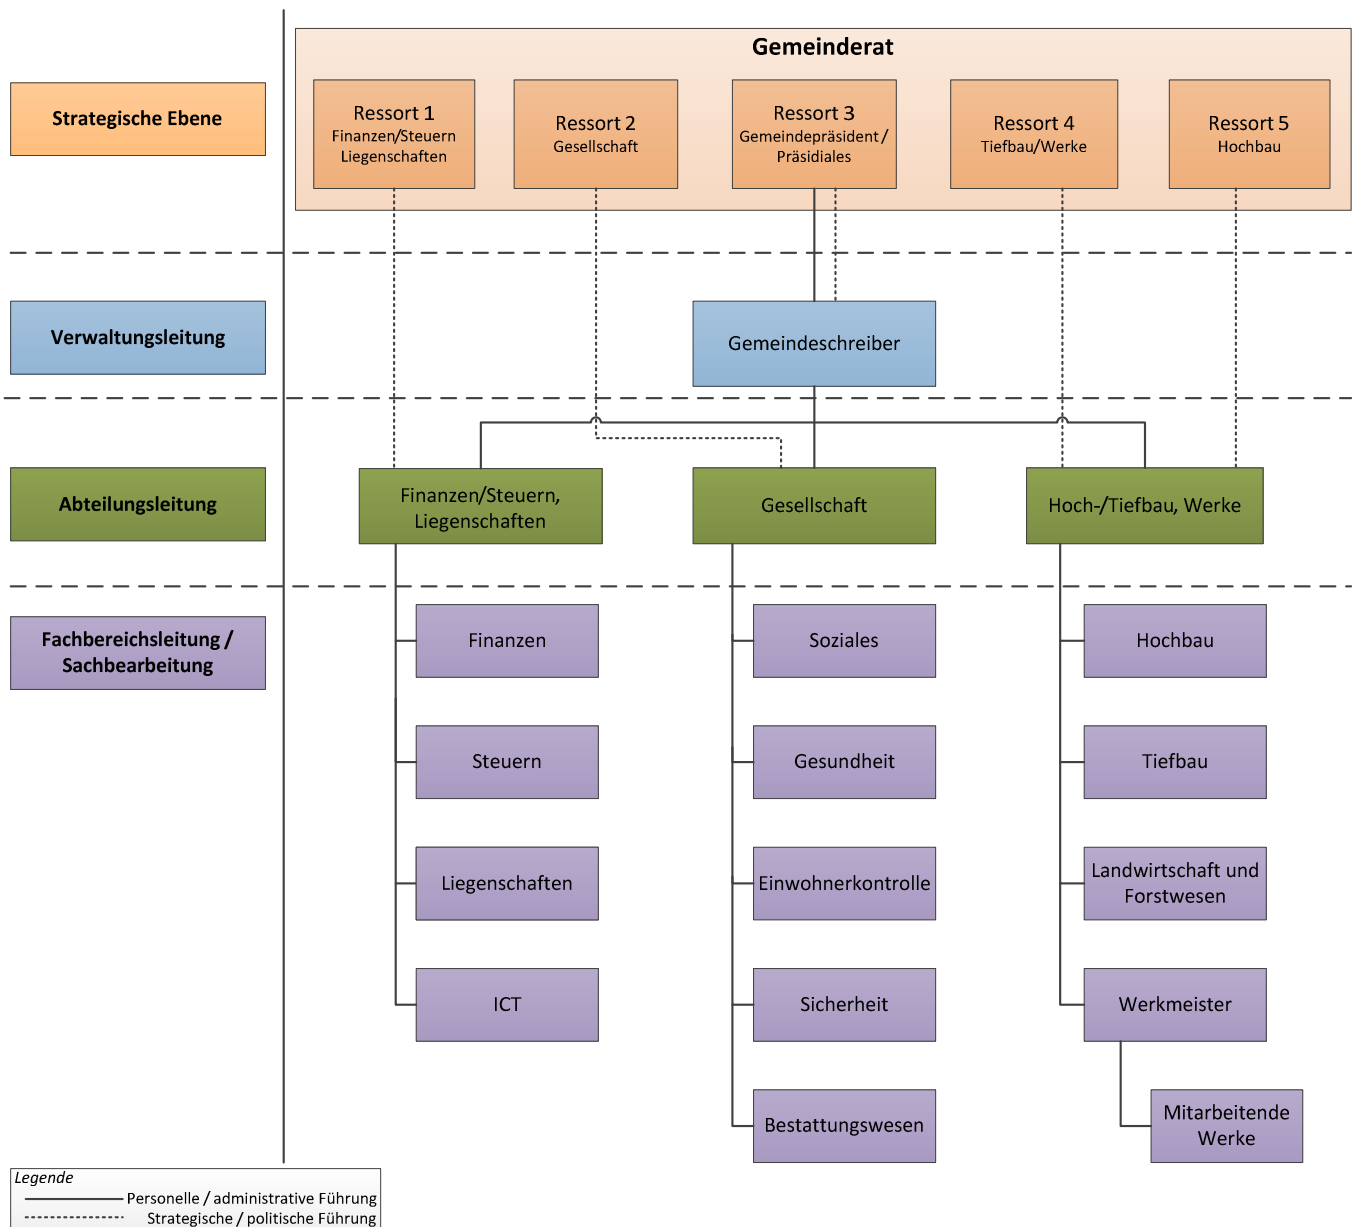 Gemeinderat
Strategische Ebene
Ressort 1
Finanzen/Steuern
Liegenschaften
Ressort 2
Gesellschaft
Ressort 3
Gemeindepräsident /
Präsidiales
Ressort 4
Tiefbau/Werke
Ressort 5
Hochbau
Verwaltungsleitung
Gemeindeschreiber
Abteilungsleitung
Finanzen/Steuern,
Liegenschaften
Gesellschaft
Hoch-/Tiefbau, Werke
Fachbereichsleitung /
Sachbearbeitung
Finanzen
Soziales
Hochbau
Steuern
Gesundheit
Tiefbau
Liegenschaften
Einwohnerkontrolle
Landwirtschaft und
Forstwesen
ICT
Sicherheit
Werkmeister
Bestattungswesen
Mitarbeitende
Werke
Legende
Personelle / administrative Führung
Strategische / politische Führung